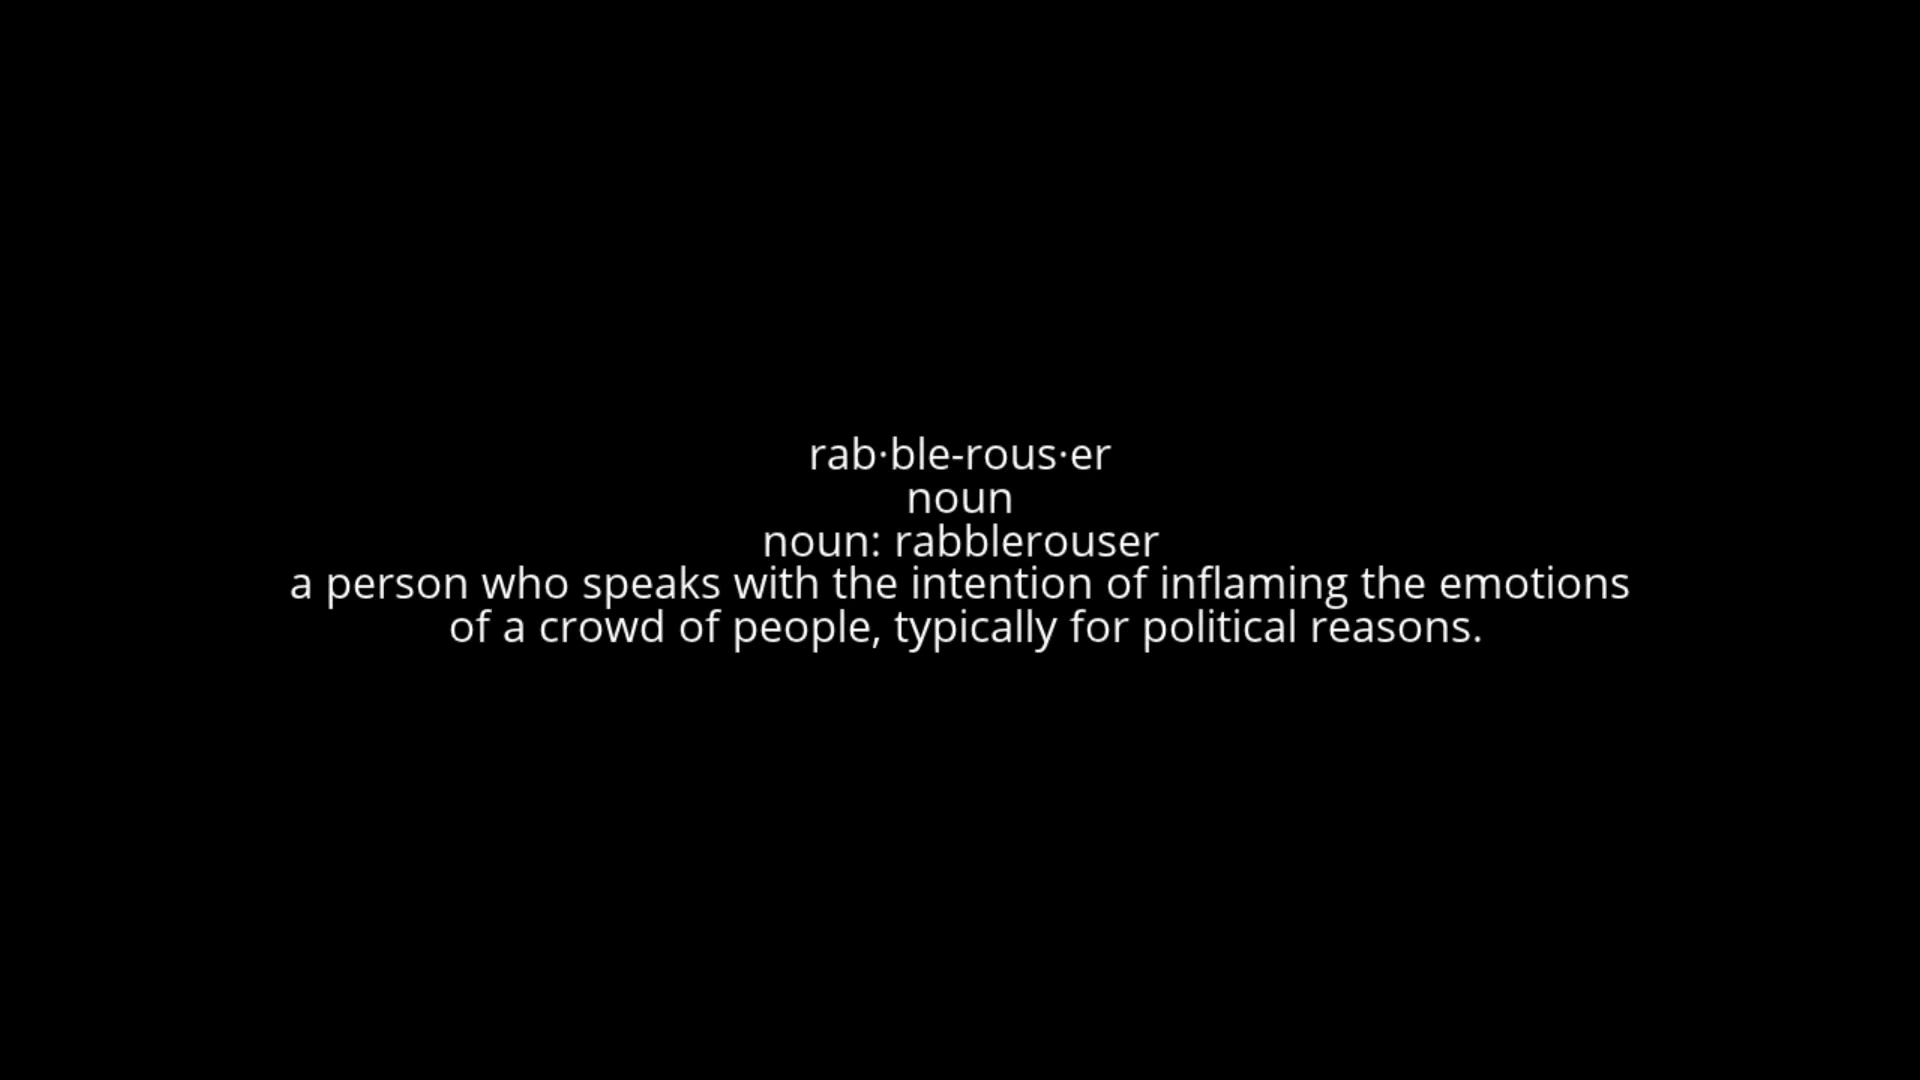 rab·ble-rous·er
noun
noun: rabblerouser
a person who speaks with the intention of inflaming the emotions
of a crowd of people, typically for political reasons.